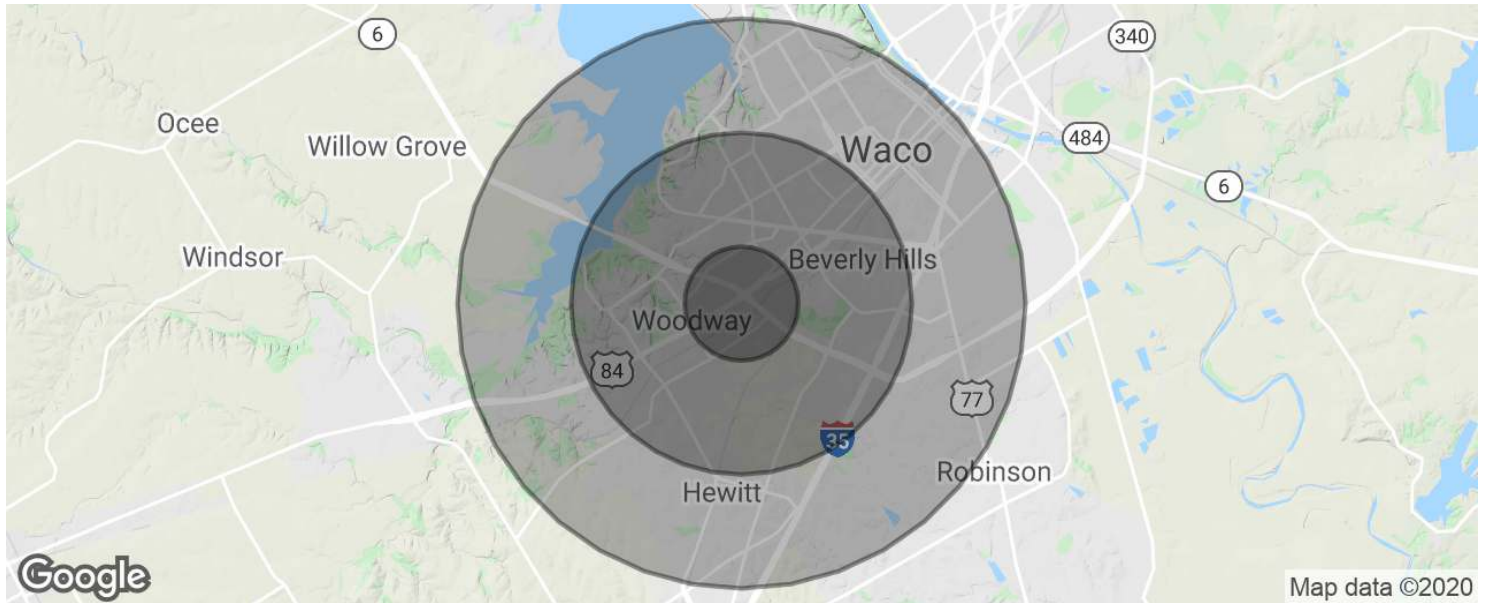 6
340
Ocee
Willow Grove
Waco
484
6
Windsor
Beverly Hills
Woodway
84
77
35
Robinson
Hewitt
Google
Map data ©2020